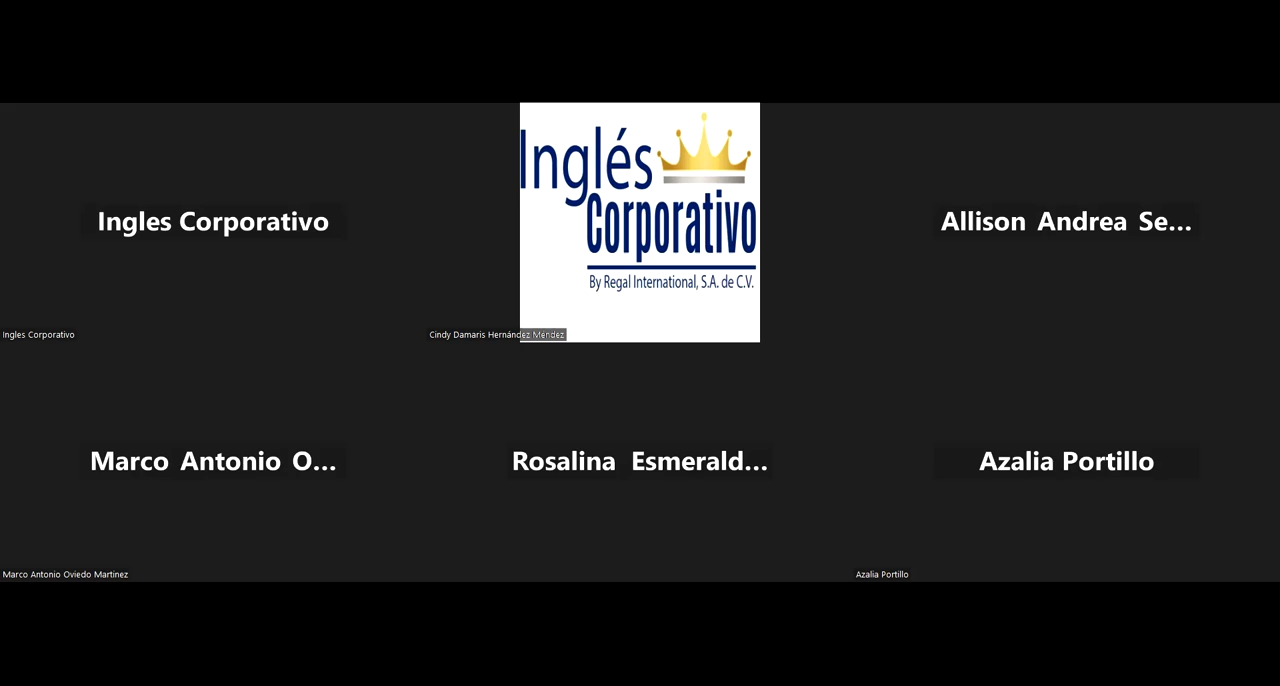 Ingles Corporativo
Ingles Corporativo
Inglés
Corporativo
By Regal International, S.A. de C.V.
Cindy Damaris Hernández Méndez
Allison Andrea Se...
Marco Antonio O...
Marco Antonio Oviedo Martinez
Rosalina Esmerald...
Azalia Portillo
Azalia Portillo